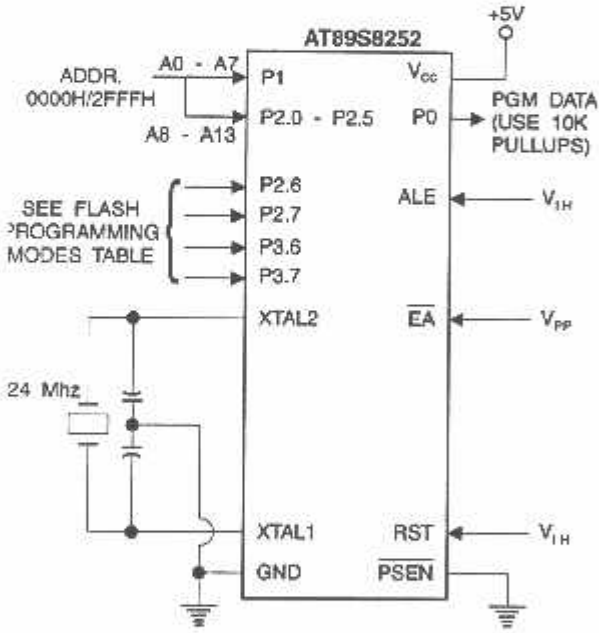 +5V
AT89S8252
ADDR.
0000H/2FFFH
A0 - A7
P1
Vcc
A8 - A13
P2.0 - P2.5
P0
PGM DATA
(USE 10K
PULLUPS)
SEE FLASH
PROGRAMMING
MODES TABLE
P2.6
P2.7
P3.6
P3.7
ALE
VIH
XTAL2
EA
VPP
24 Mhz
XTAL1
RST
VIH
GND
PSEN